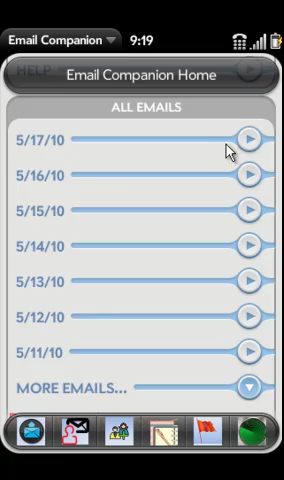 Email Companion 9:19
HELP
Email Companion Home
ALL EMAILS
5/17/10
5/16/10
5/15/10
5/14/10
5/13/10
5/12/10
5/11/10
MORE EMAILS...